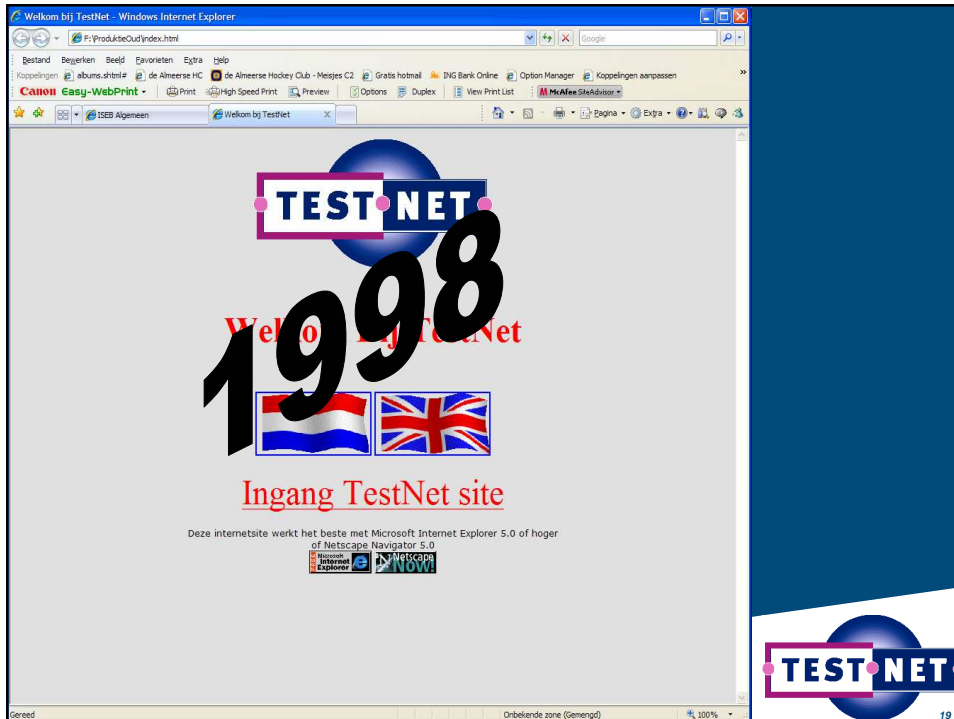 Welkom bij TestNet - Windows Internet Explorer
F:\ProduktieOud\index.html
Google
Bestand Bewerken Beeld Favorieten Extra Help
Koppelingen albums.shtml# de Almeerse HC de Almeerse Hockey Club - Meisjes C2 Gratis hotmail ING Bank Online Option Manager Koppelingen aanpassen »
Canon Easy-WebPrint Print High Speed Print Preview Options Duplex View Print List McAfee SiteAdvisor
ISEB Algemeen Welkom bij TestNet X Pagina Extra
TEST NET
1998
Welkom Bij TestNet
Ingang TestNet site
Deze internetsite werkt het beste met Microsoft Internet Explorer 5.0 of hoger
of Netscape Navigator 5.0
FREE Microsoft Internet Explorer Netscape NOW!
TEST NET
Gereed Onbekende zone (Gemengd) 100%
19